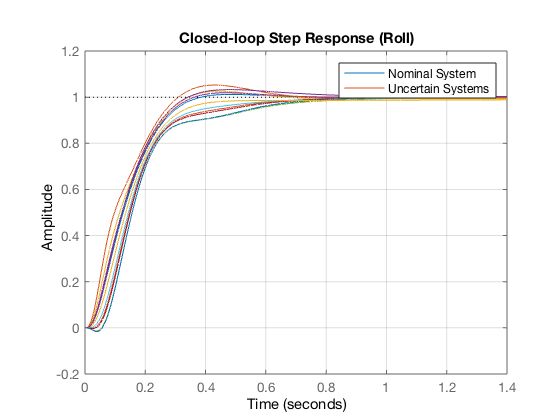 Closed-loop Step Response (Roll)
1.2
1
0.8
0.6
0.4
0.2
0
-0.2
Amplitude
Nominal System
Uncertain Systems
0 0.2 0.4 0.6 0.8 1 1.2 1.4
Time (seconds)